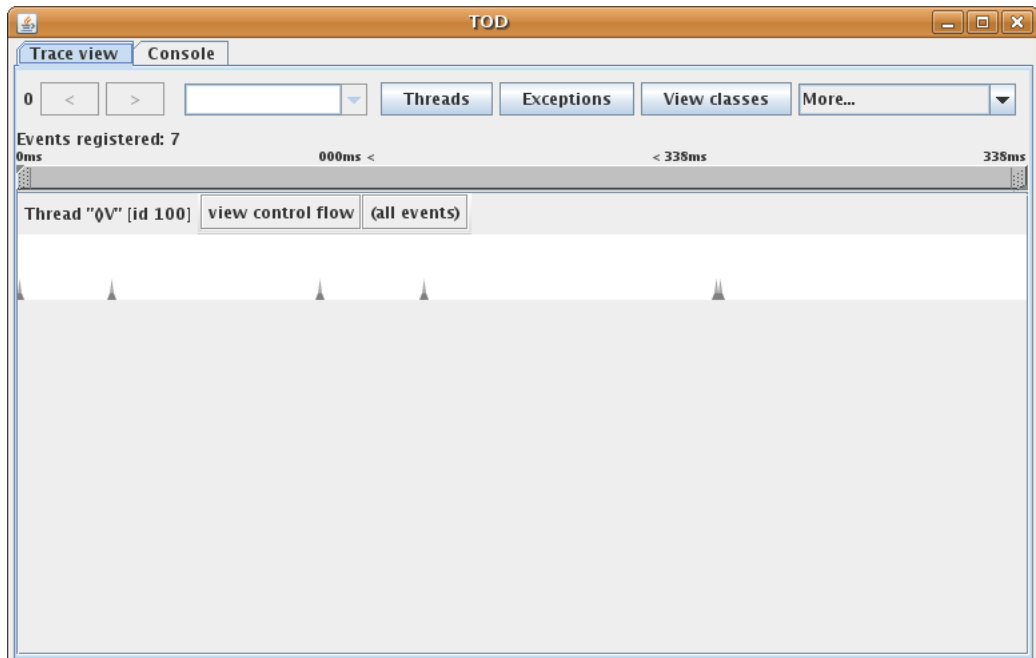 TOD
Trace view Console
0 < > Threads Exceptions View classes More...
Events registered: 7
0ms 000ms < < 338ms 338ms
Thread "◊V" [id 100] view control flow (all events)